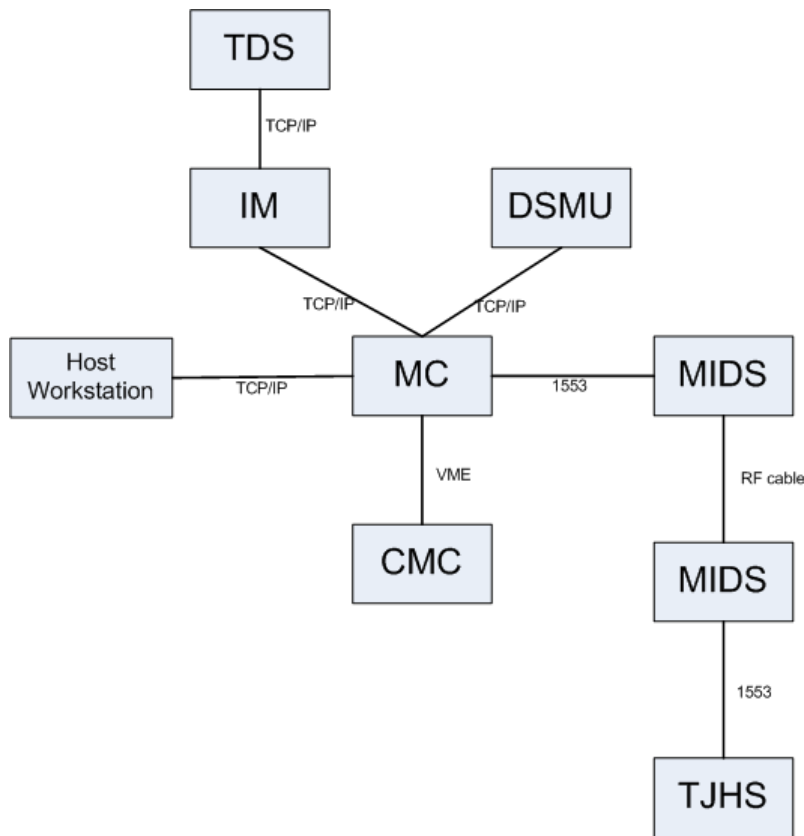 TDS
TCP/IP
IM
DSMU
TCP/IP
TCP/IP
Host
Workstation
TCP/IP
MC
1553
MIDS
VME
RF cable
CMC
MIDS
1553
TJHS